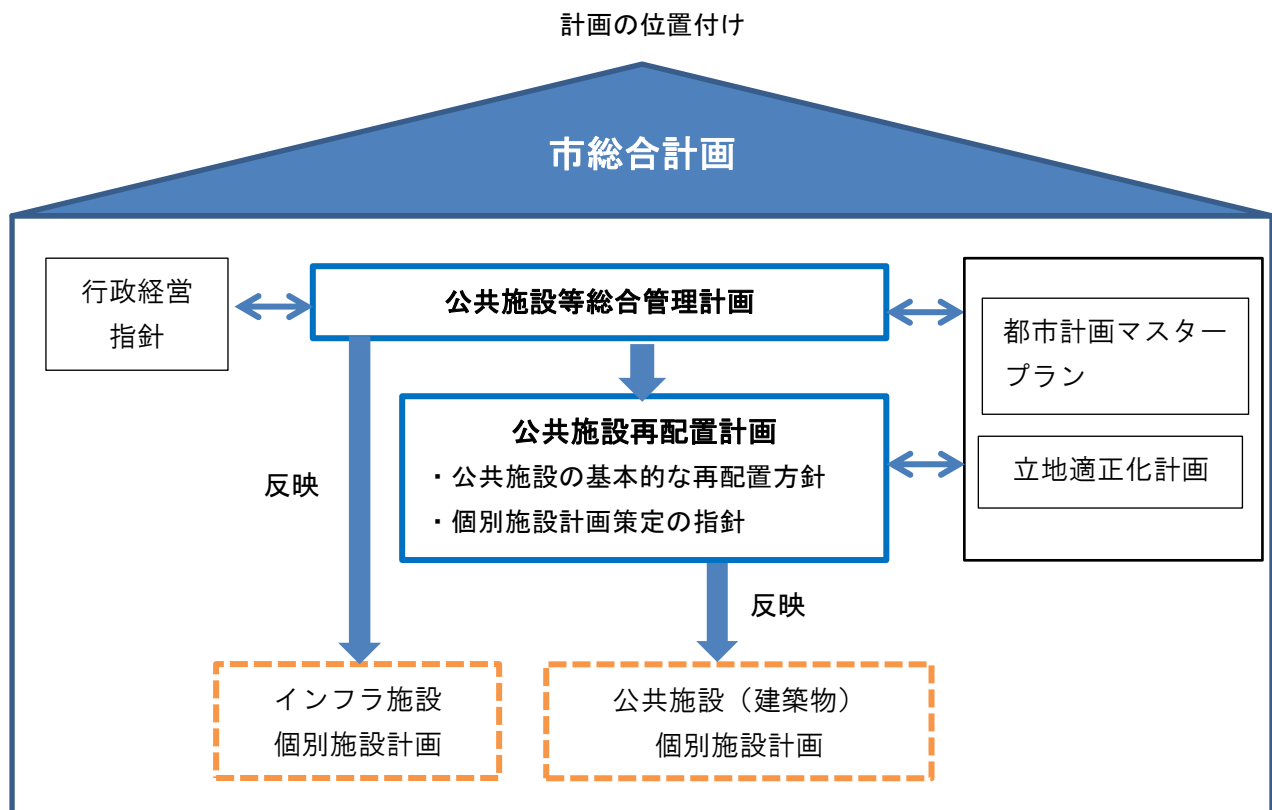 計画の位置付け
市総合計画
行政経営
指針
公共施設等総合管理計画
都市計画マスター
プラン
公共施設再配置計画
・公共施設の基本的な再配置方針
・個別施設計画策定の指針
立地適正化計画
反映
反映
インフラ施設
個別施設計画
公共施設（建築物）
個別施設計画